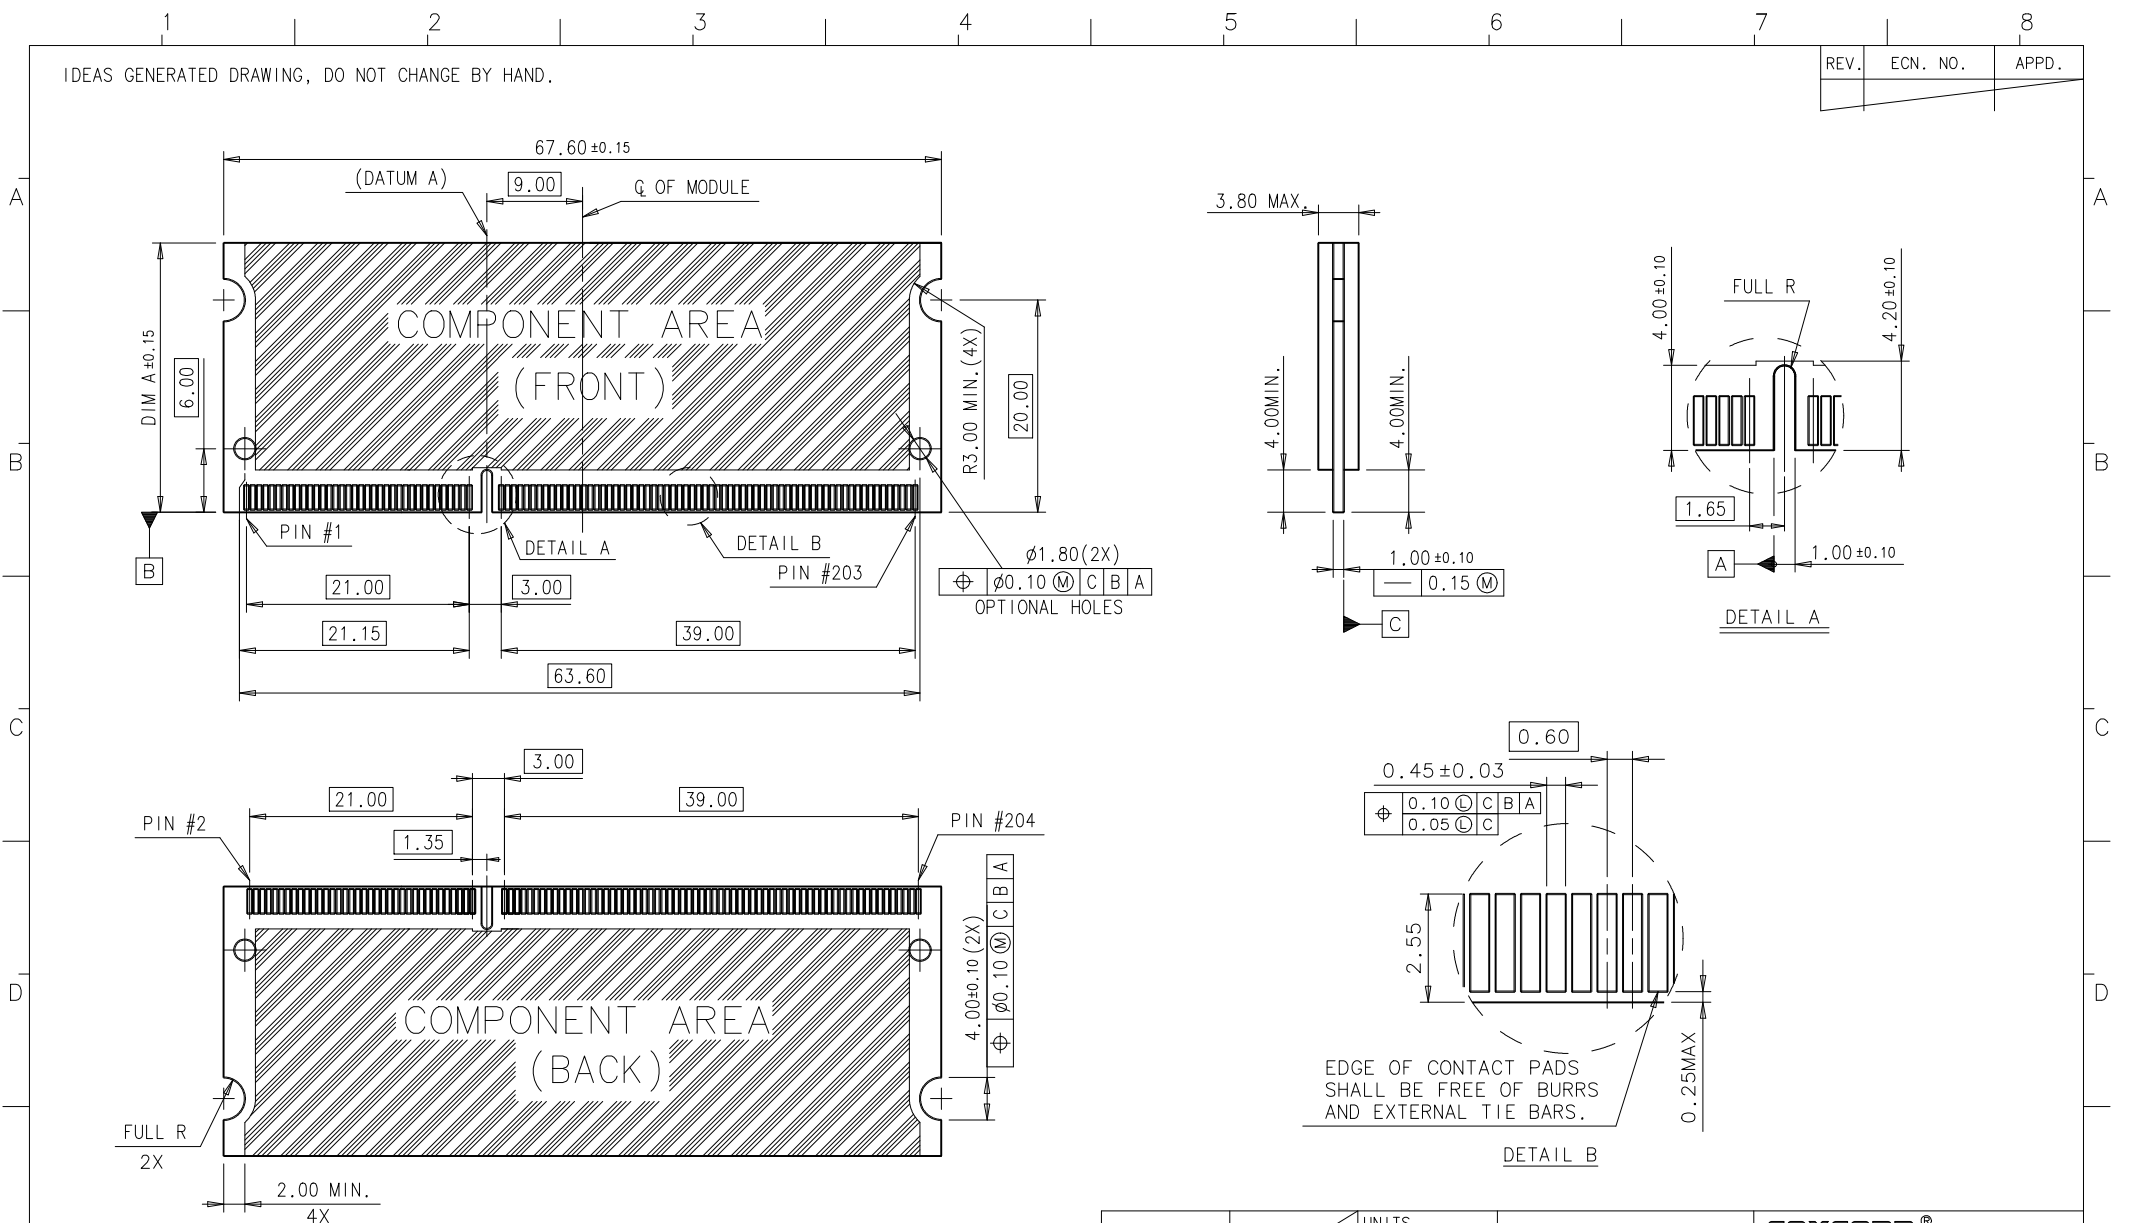 1 2 3 4 5 6 7 8
IDEAS GENERATED DRAWING, DO NOT CHANGE BY HAND.
REV. ECN. NO. APPD.
A
A
B
B
C
C
D
D
67.60±0.15
(DATUM A)
9.00
℄ OF MODULE
DIM A±0.15
6.00
COMPONENT AREA
(FRONT)
R3.00 MIN.(4X)
20.00
PIN #1
DETAIL A
DETAIL B
PIN #203
B
21.00
3.00
21.15
39.00
63.60
ø1.80(2X)
⌖ ø0.10 Ⓜ C B A
OPTIONAL HOLES
3.80 MAX.
4.00MIN.
4.00MIN.
1.00±0.10
— 0.15 Ⓜ
C
4.00±0.10
FULL R
4.20±0.10
1.65
A
1.00±0.10
DETAIL A
3.00
21.00
39.00
PIN #2
1.35
PIN #204
COMPONENT AREA
(BACK)
4.00±0.10(2X)
⌖ ø0.10 Ⓜ C B A
FULL R
2X
2.00 MIN.
4X
0.60
0.45±0.03
⌖ 0.10 Ⓛ C B A
0.05 Ⓛ C
2.55
0.25MAX
EDGE OF CONTACT PADS
SHALL BE FREE OF BURRS
AND EXTERNAL TIE BARS.
DETAIL B
UNITS